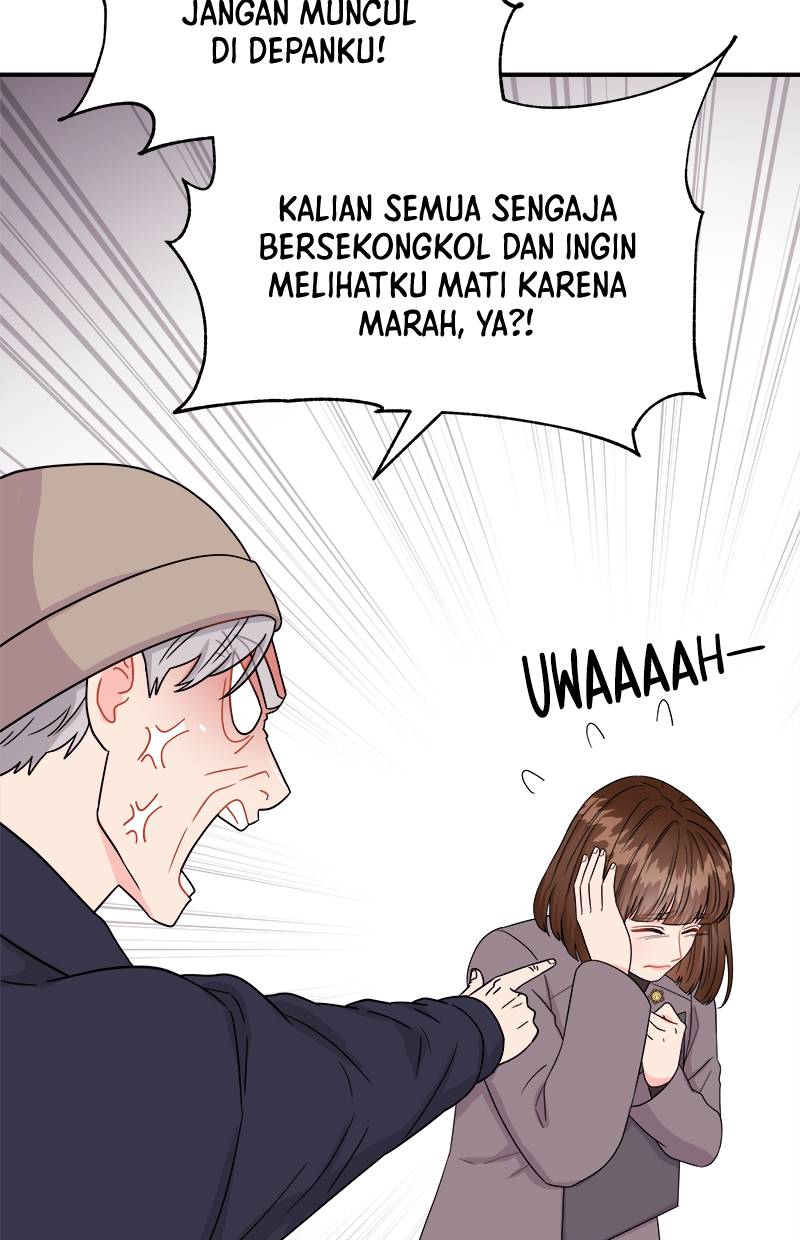 JANGAN MUNCUL
DI DEPANKU!
KALIAN SEMUA SENGAJA
BERSEKONGKOL DAN INGIN
MELIHATKU MATI KARENA
MARAH, YA?!
UWAAAAH—